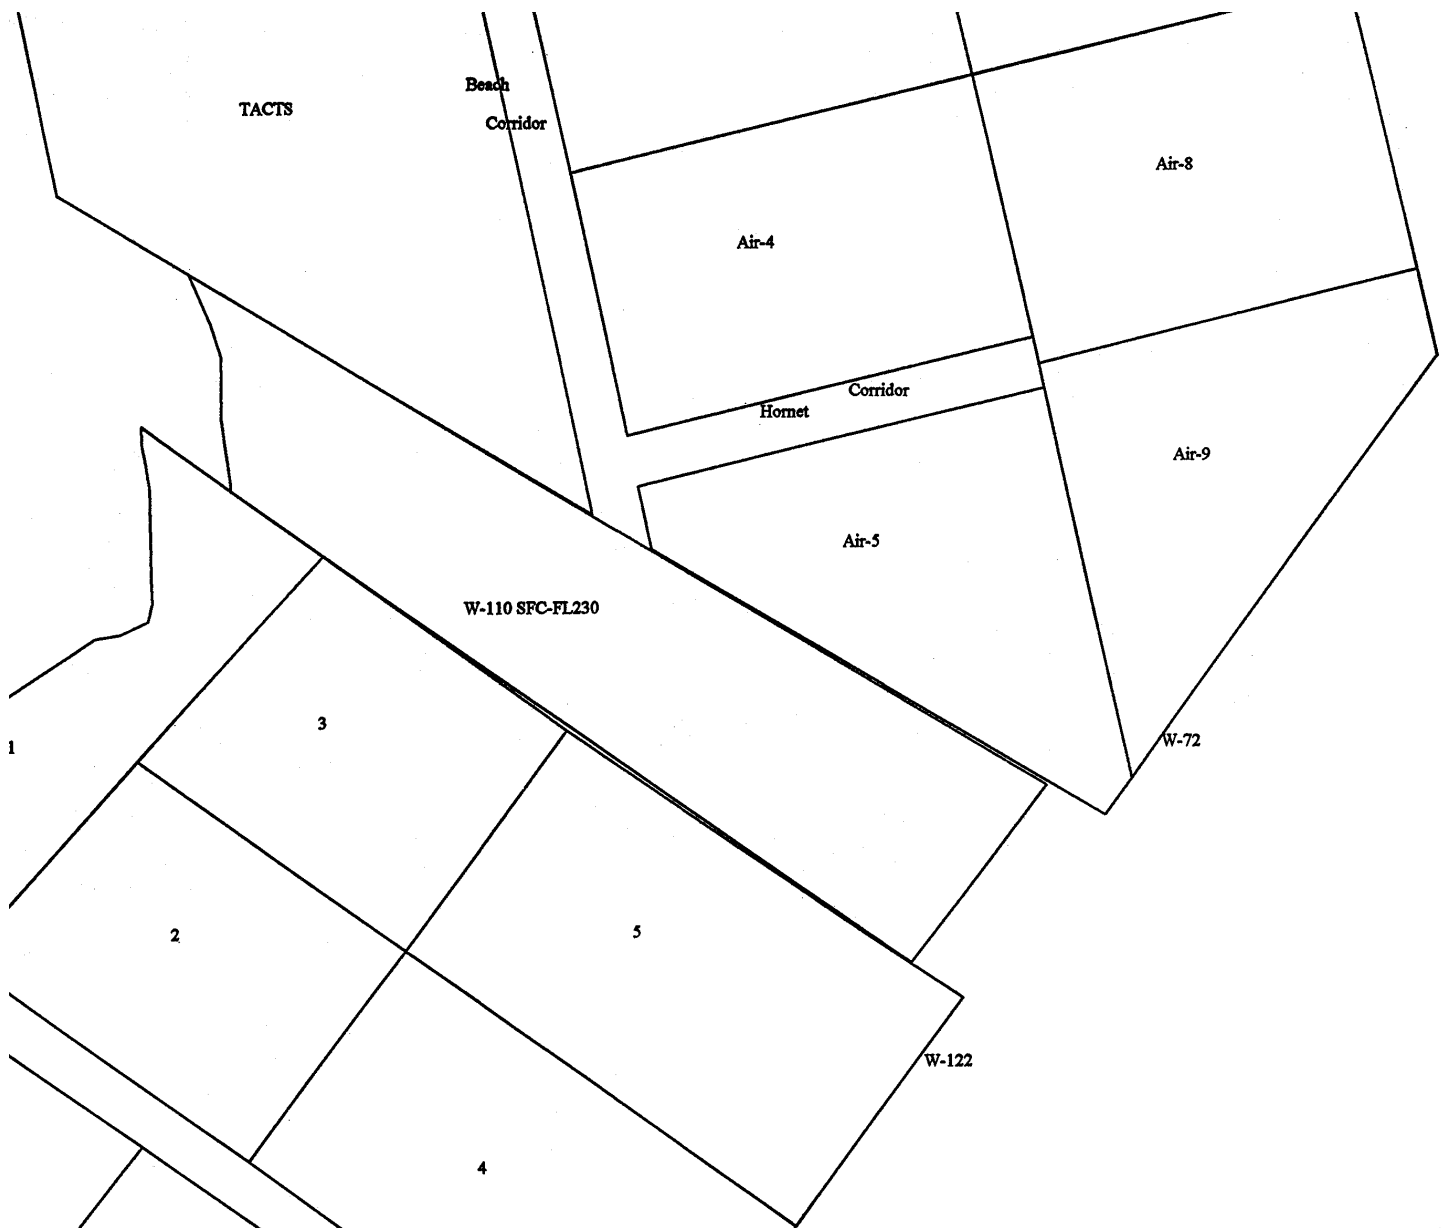 Beach
TACTS
Corridor
Air-8
Air-4
Corridor
Hornet
Air-9
Air-5
W-110 SFC-FL230
3
W-72
1
5
2
W-122
4